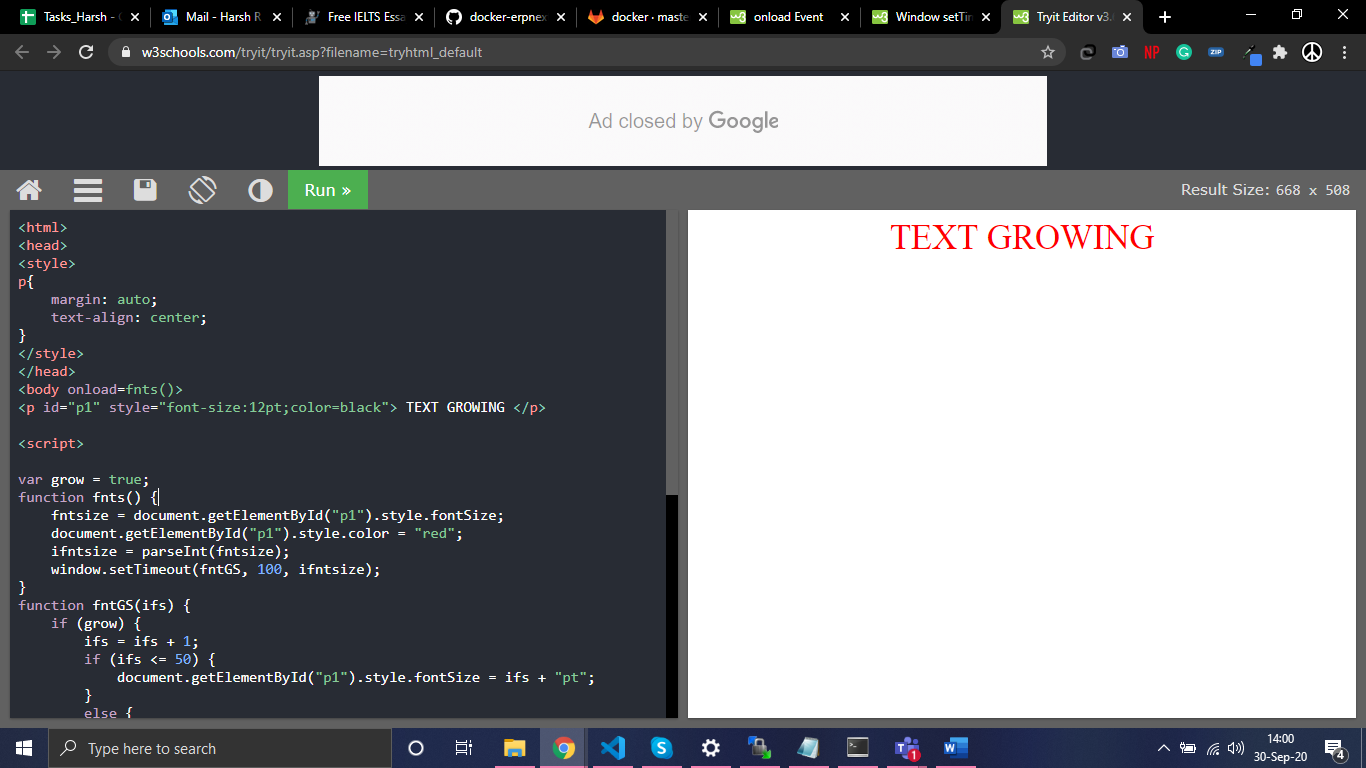 Tasks_Harsh - G
Mail - Harsh R
Free IELTS Essa
docker-erpnex
docker · maste
onload Event
Window setTim
Tryit Editor v3.
w3schools.com/tryit/tryit.asp?filename=tryhtml_default
NP
ZIP
Ad closed by Google
Run »
Result Size: 668 x 508
<html>
<head>
<style>
p{
    margin: auto;
    text-align: center;
}
</style>
</head>
<body onload=fnts()>
<p id="p1" style="font-size:12pt;color=black"> TEXT GROWING </p>
<script>
var grow = true;
function fnts() {
    fntsize = document.getElementById("p1").style.fontSize;
    document.getElementById("p1").style.color = "red";
    ifntsize = parseInt(fntsize);
    window.setTimeout(fntGS, 100, ifntsize);
}
function fntGS(ifs) {
    if (grow) {
        ifs = ifs + 1;
        if (ifs <= 50) {
            document.getElementById("p1").style.fontSize = ifs + "pt";
        }
        else {
TEXT GROWING
Type here to search
1
14:00
30-Sep-20
4